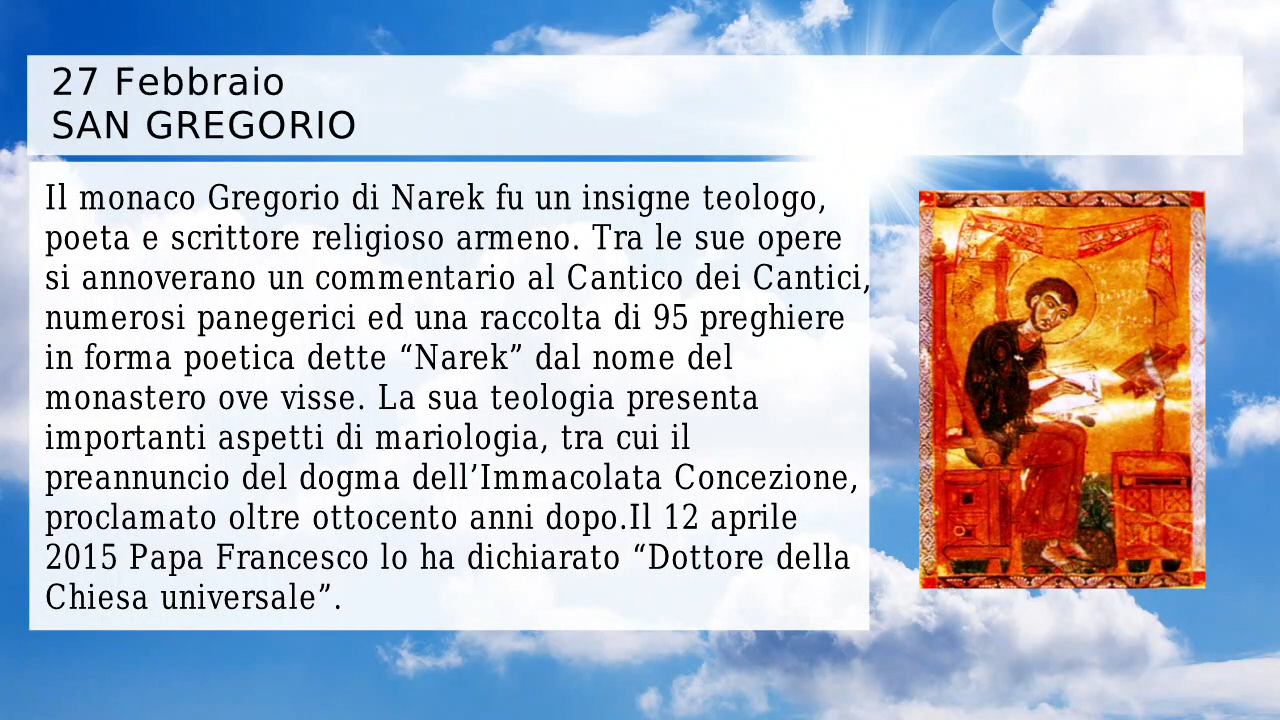 27 Febbraio
SAN GREGORIO
Il monaco Gregorio di Narek fu un insigne teologo,
poeta e scrittore religioso armeno. Tra le sue opere
si annoverano un commentario al Cantico dei Cantici,
numerosi panegerici ed una raccolta di 95 preghiere
in forma poetica dette “Narek” dal nome del
monastero ove visse. La sua teologia presenta
importanti aspetti di mariologia, tra cui il
preannuncio del dogma dell’Immacolata Concezione,
proclamato oltre ottocento anni dopo.Il 12 aprile
2015 Papa Francesco lo ha dichiarato “Dottore della
Chiesa universale”.